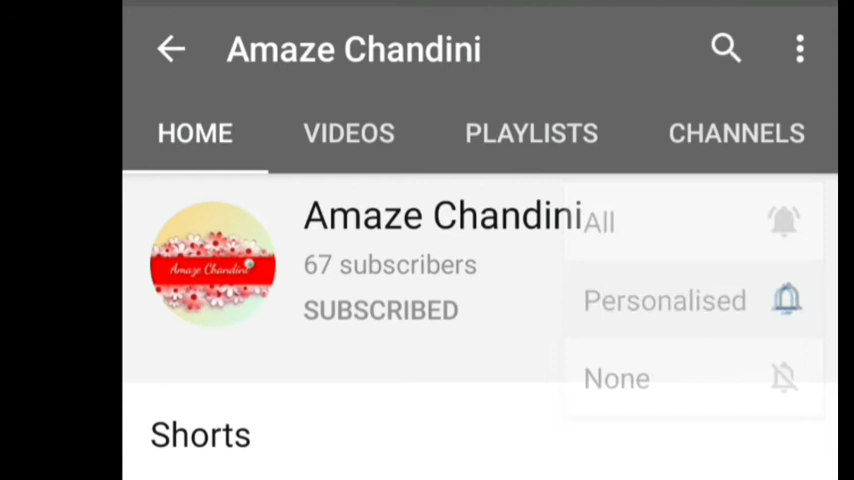 Amaze Chandini
HOME VIDEOS PLAYLISTS CHANNELS
Amaze Chandini
67 subscribers
SUBSCRIBED
Amaze Chandini
All
Personalised
None
Shorts